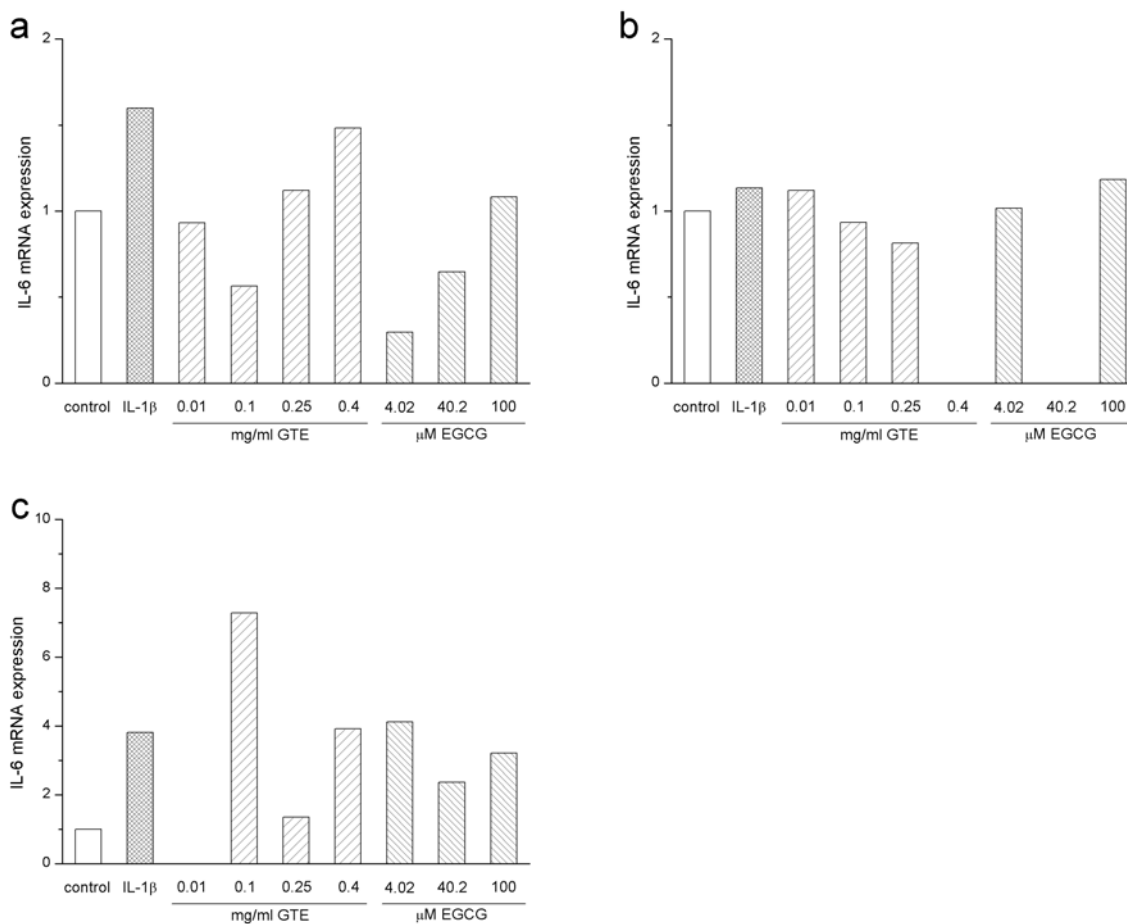 a
2
1
0
IL-6 mRNA expression
control IL-1β 0.01 0.1 0.25 0.4 4.02 40.2 100
mg/ml GTE μM EGCG
b
2
1
0
IL-6 mRNA expression
control IL-1β 0.01 0.1 0.25 0.4 4.02 40.2 100
mg/ml GTE μM EGCG
c
10
8
6
4
2
0
IL-6 mRNA expression
control IL-1β 0.01 0.1 0.25 0.4 4.02 40.2 100
mg/ml GTE μM EGCG